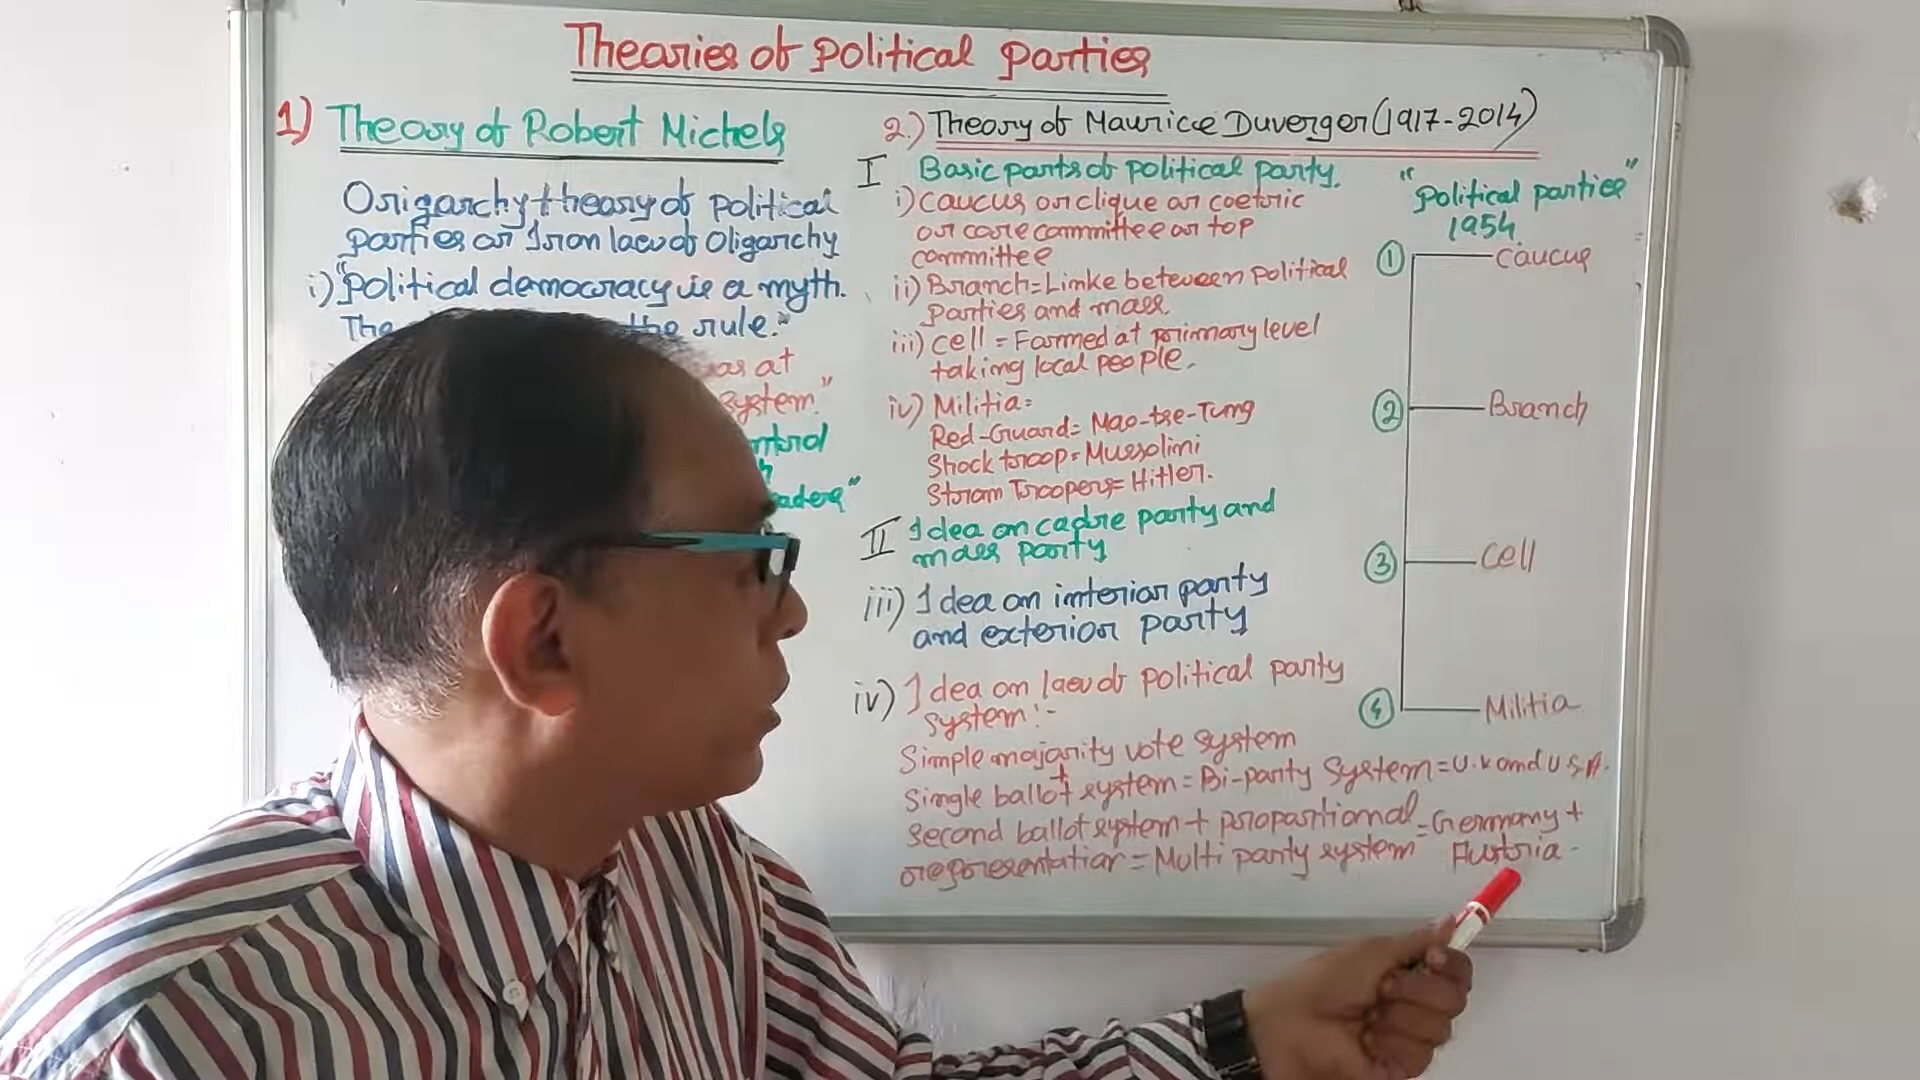 Theories of Political Parties
1) Theory of Robert Michels
Origarchy theory of political
parties or Iron law of Oligarchy
i) "Political democracy is a myth.
The the rule."
as at
system."
ntrol
h
eaders"
2.) Theory of Maurice Duverger (1917-2014)
I Basic parts of political party.
i) Caucus or clique or coetric
or core committee or top
committee
ii) Branch = Linke between political
parties and mass.
iii) cell = Formed at primary level
taking local people.
iv) Militia =
Red-Guard = Mao-tse-Tung
Shock troop = Mussolini
Storm Troopers = Hitler.
II Idea on cadre party and
mass party
iii) Idea on interior party
and exterior party
iv) Idea on law of political party
system :-
Simple majority vote system
+
Single ballot system = Bi-party System = U.K and U.S.A.
Second ballot system + proportional = Germany +
representation = Multi party system Austria -
"Political parties"
1954.
1 Caucus
2 Branch
3 Cell
4 Militia